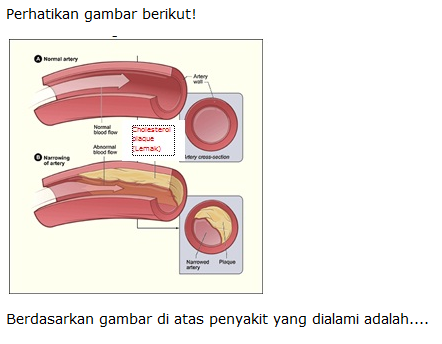 Perhatikan gambar berikut!
A Normal artery
Artery
wall
Normal
blood flow
Cholesterol
plaque
(Lemak)
Artery cross-section
Abnormal
blood flow
B Narrowing
of artery
Narrowed
artery
Plaque
Berdasarkan gambar di atas penyakit yang dialami adalah....